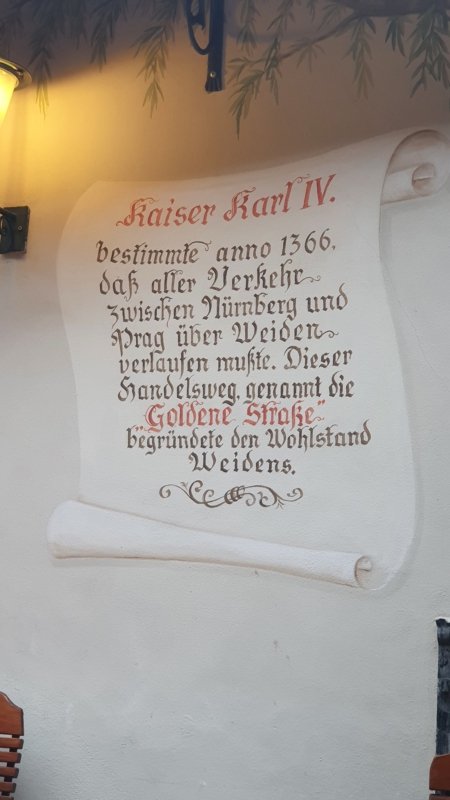 Kaiser Karl IV.
bestimmte anno 1366,
daß aller Verkehr
zwischen Nürnberg und
Prag über Weiden
verlaufen mußte. Dieser
Handelsweg, genannt die
"Goldene Straße"
begründete den Wohlstand
Weidens.